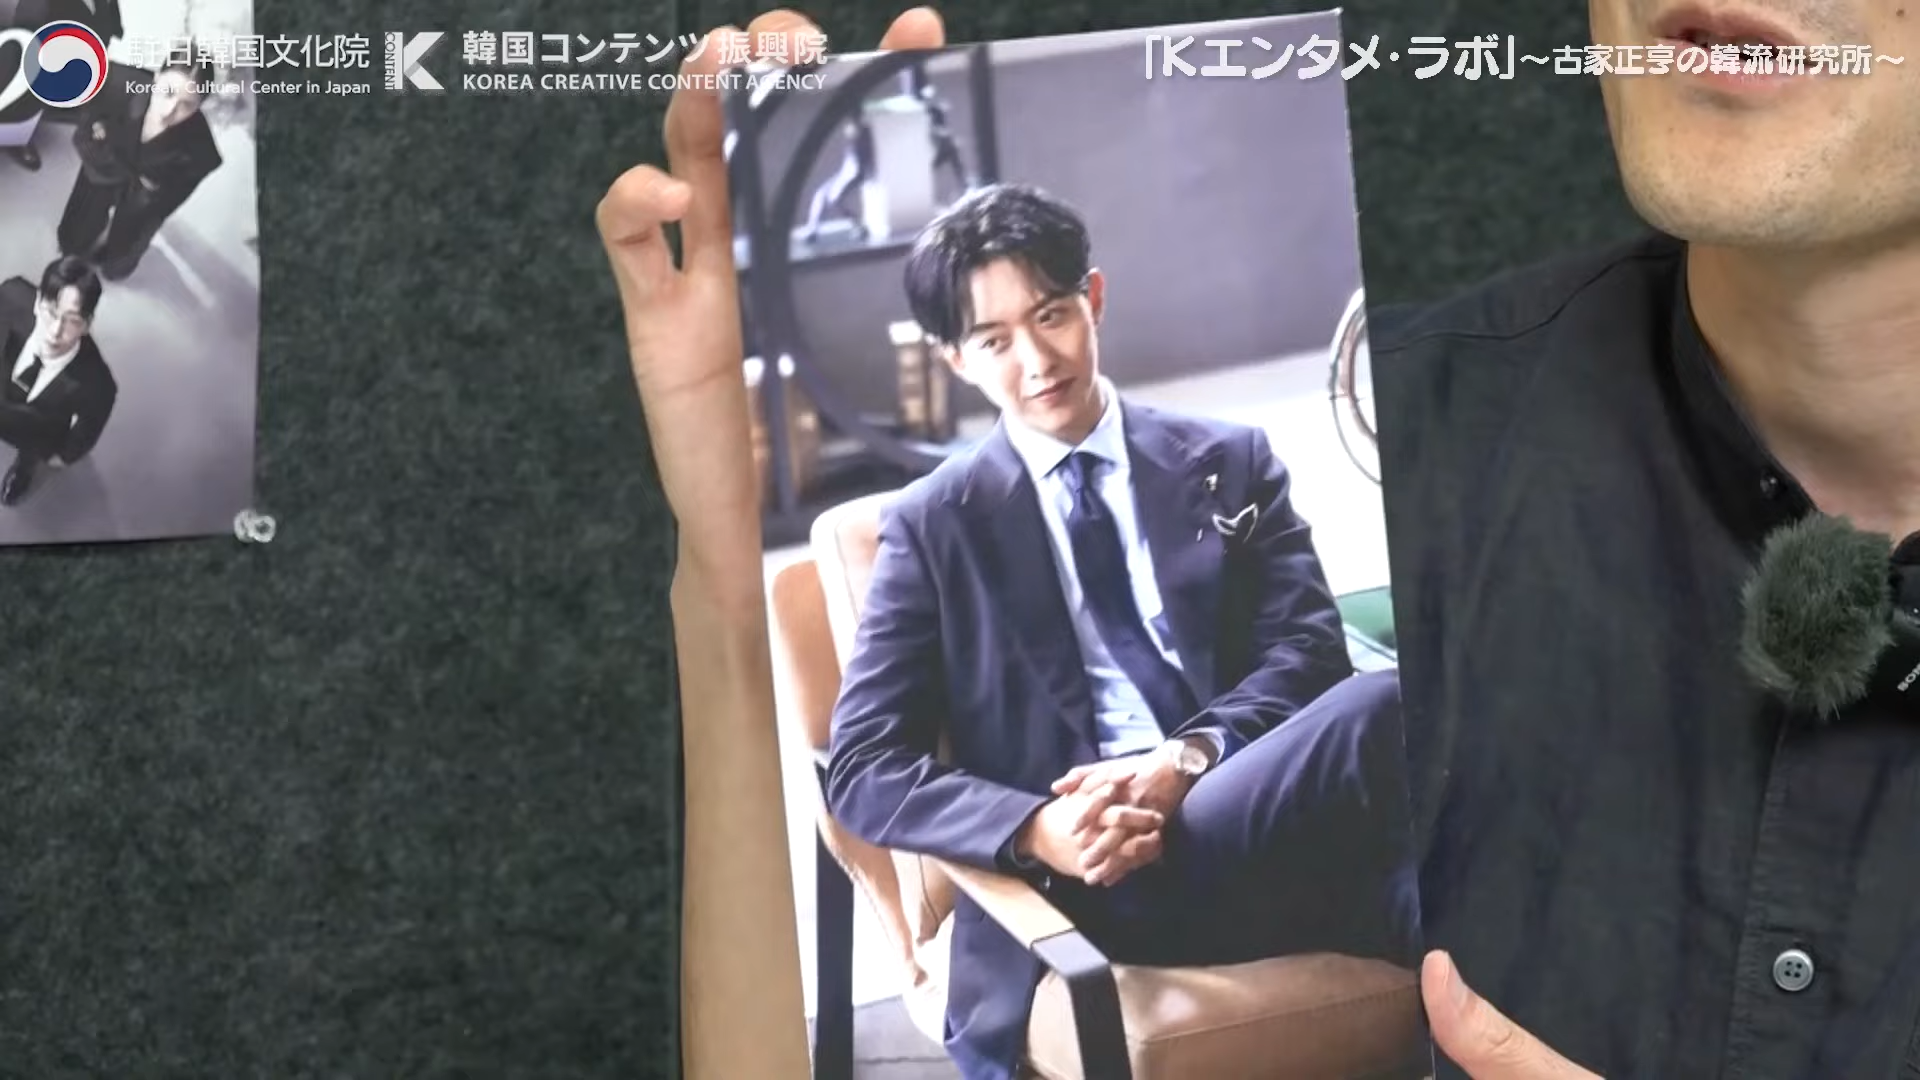 駐日韓国文化院
Korean Cultural Center in Japan
CONTENT K
韓国コンテンツ振興院
KOREA CREATIVE CONTENT AGENCY
「Kエンタメ・ラボ」～古家正亨の韓流研究所～
2